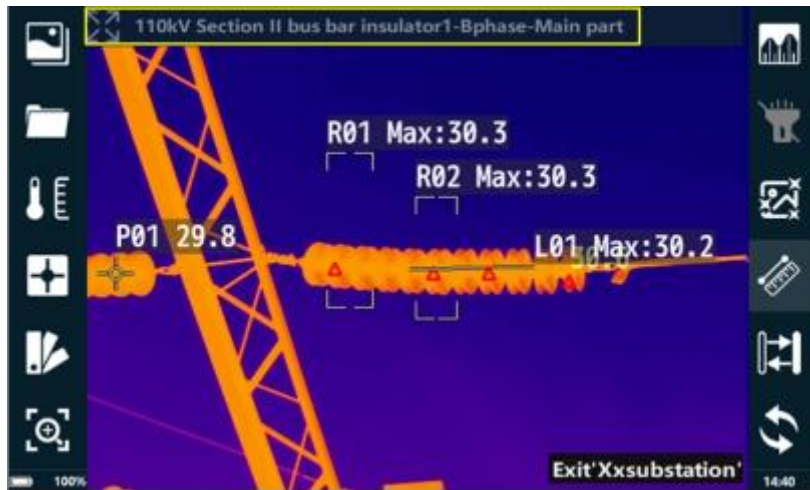 110kV Section II bus bar insulator1-Bphase-Main part
R01 Max:30.3
R02 Max:30.3
P01 29.8
L01 Max:30.2
Exit'Xxsubstation'
100%
14:40